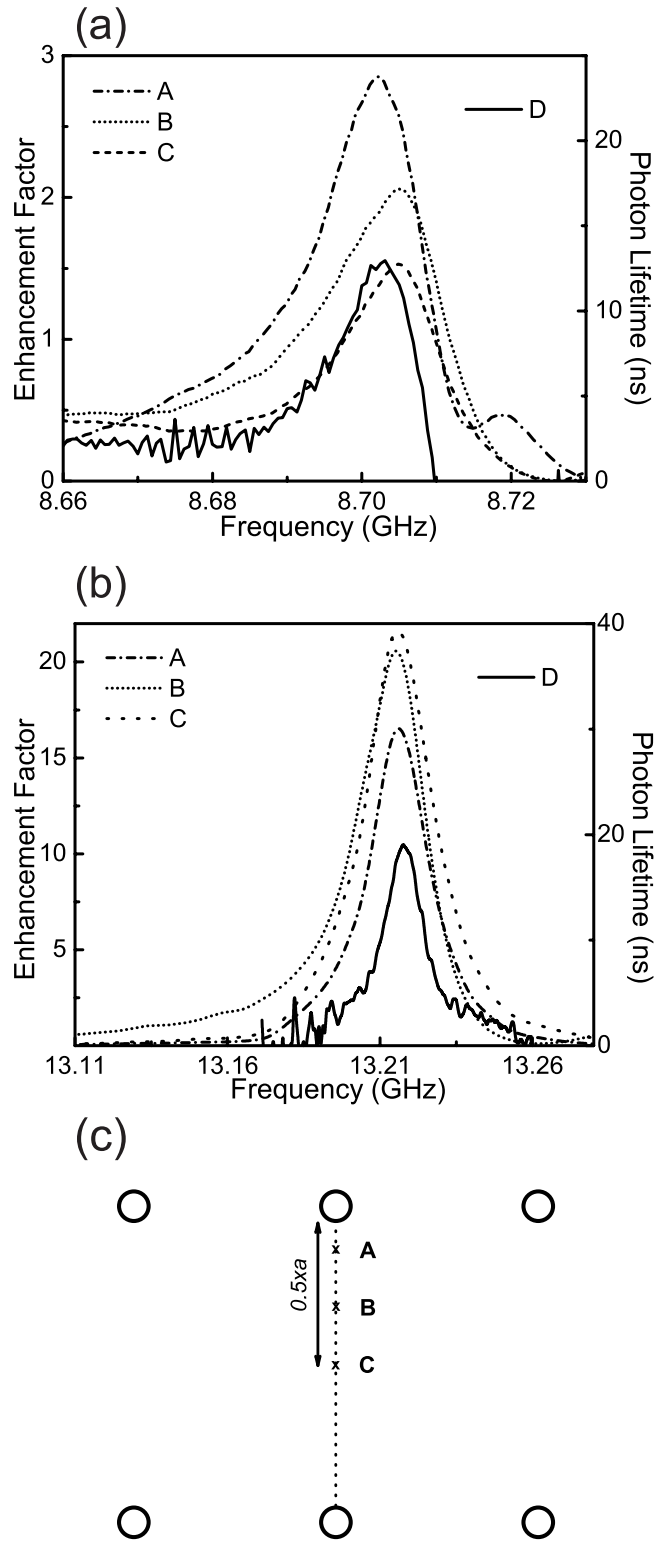 (a)
3
2
1
0
Enhancement Factor
A
B
C
D
20
10
0
Photon Lifetime (ns)
8.66
8.68
8.70
8.72
Frequency (GHz)
(b)
20
15
10
5
Enhancement Factor
A
B
C
D
40
20
0
Photon Lifetime (ns)
13.11
13.16
13.21
13.26
Frequency (GHz)
(c)
0.5xa
A
B
C